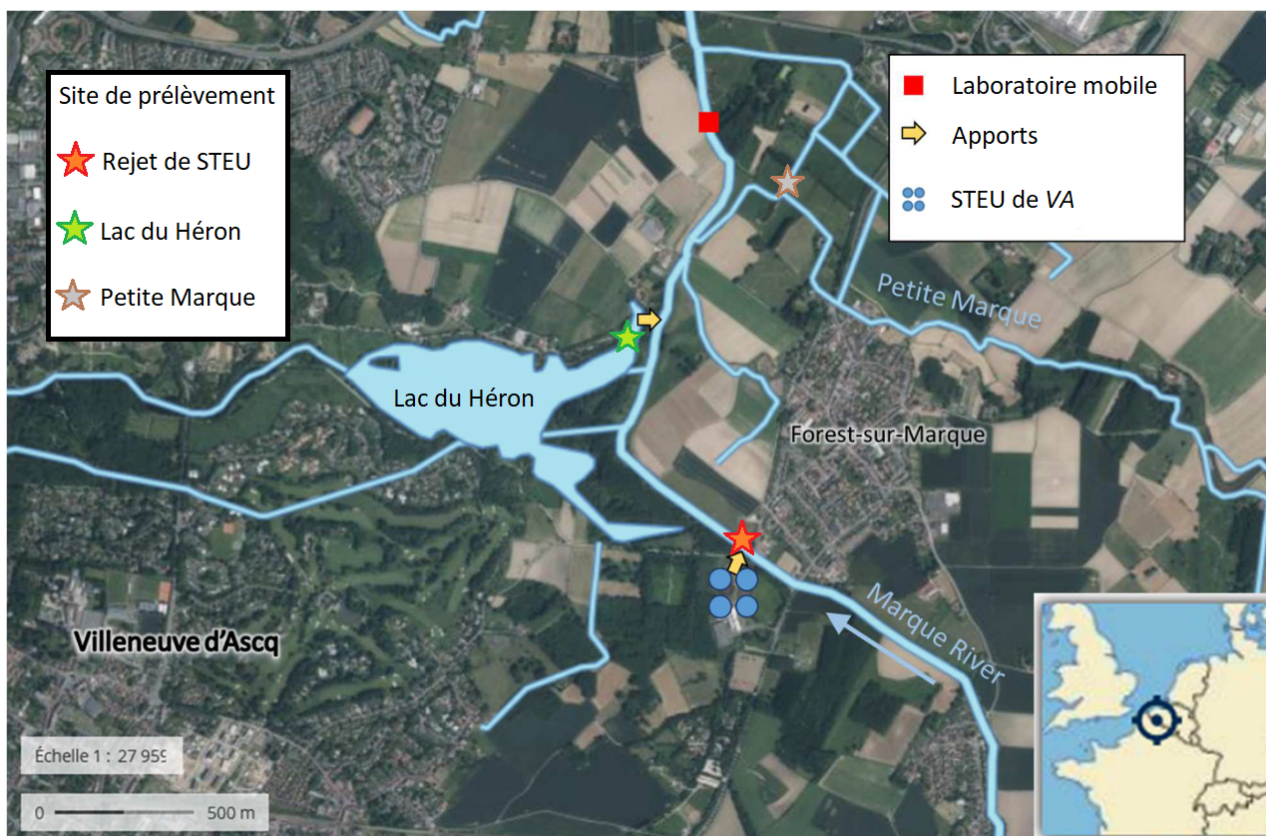 Site de prélèvement
Rejet de STEU
Lac du Héron
Petite Marque
Laboratoire mobile
Apports
STEU de VA
Petite Marque
Lac du Héron
Forest-sur-Marque
Marque River
Villeneuve d'Ascq
Échelle 1 : 27 959
0 500 m